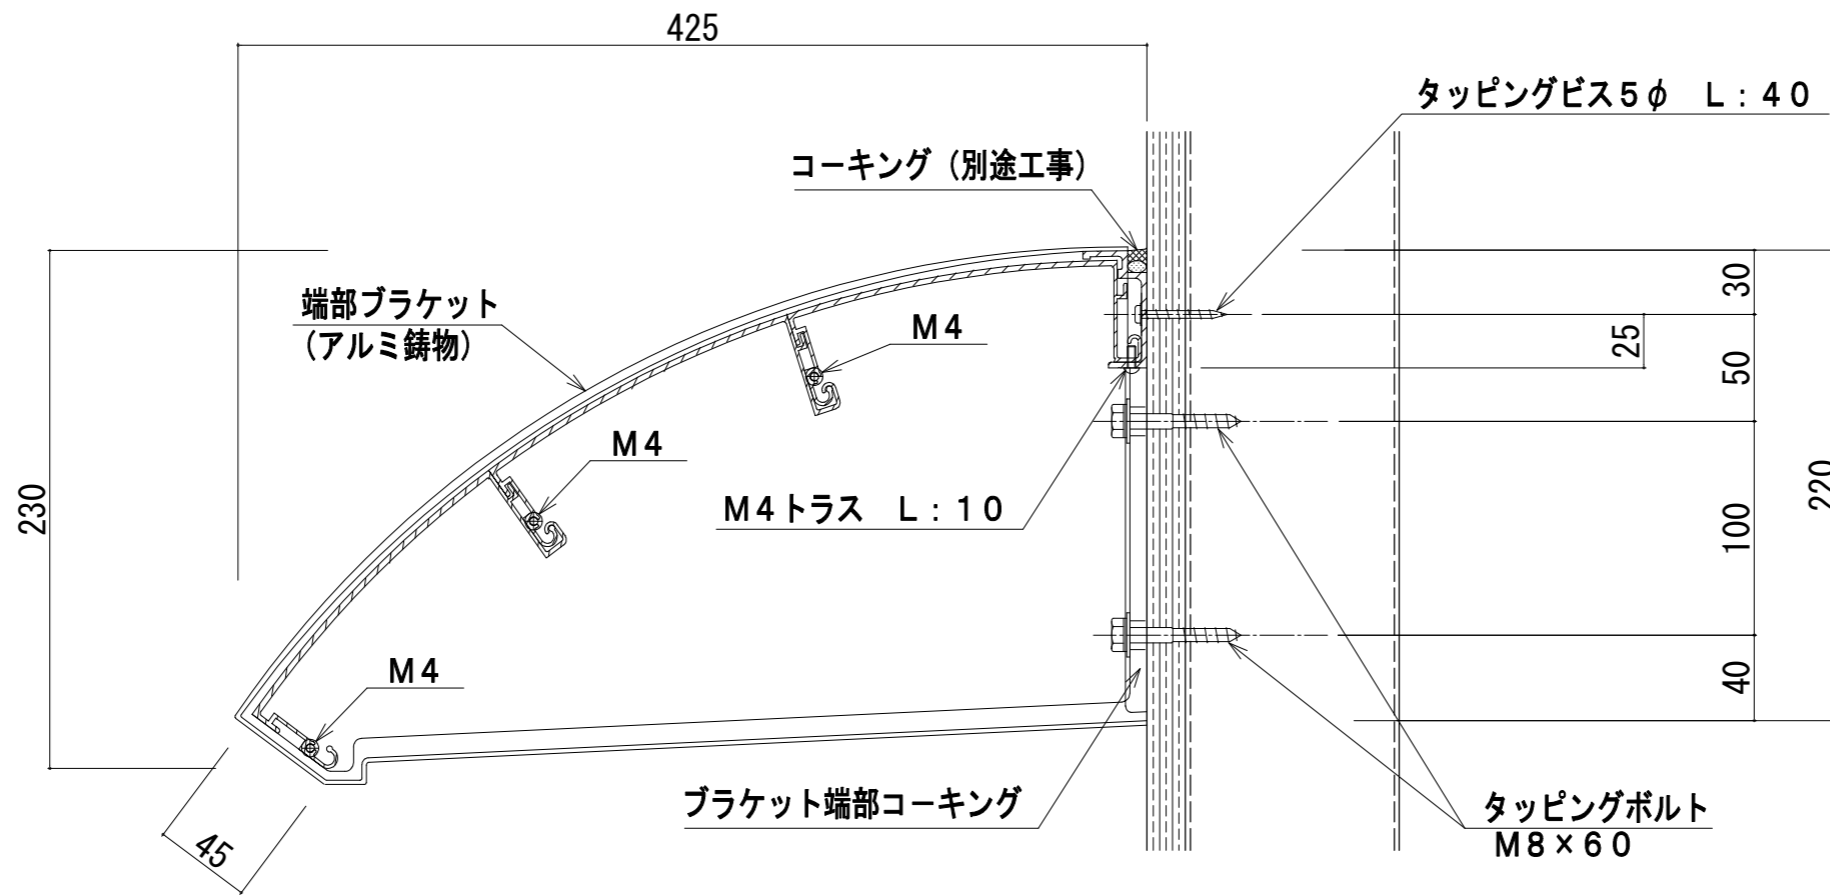 425
タッピングビス5φ L:40
コーキング(別途工事)
端部ブラケット
(アルミ鋳物)
M4
30
25
50
M4
230
M4トラス L:10
100
220
M4
40
ブラケット端部コーキング
タッピングボルト
M8×60
45